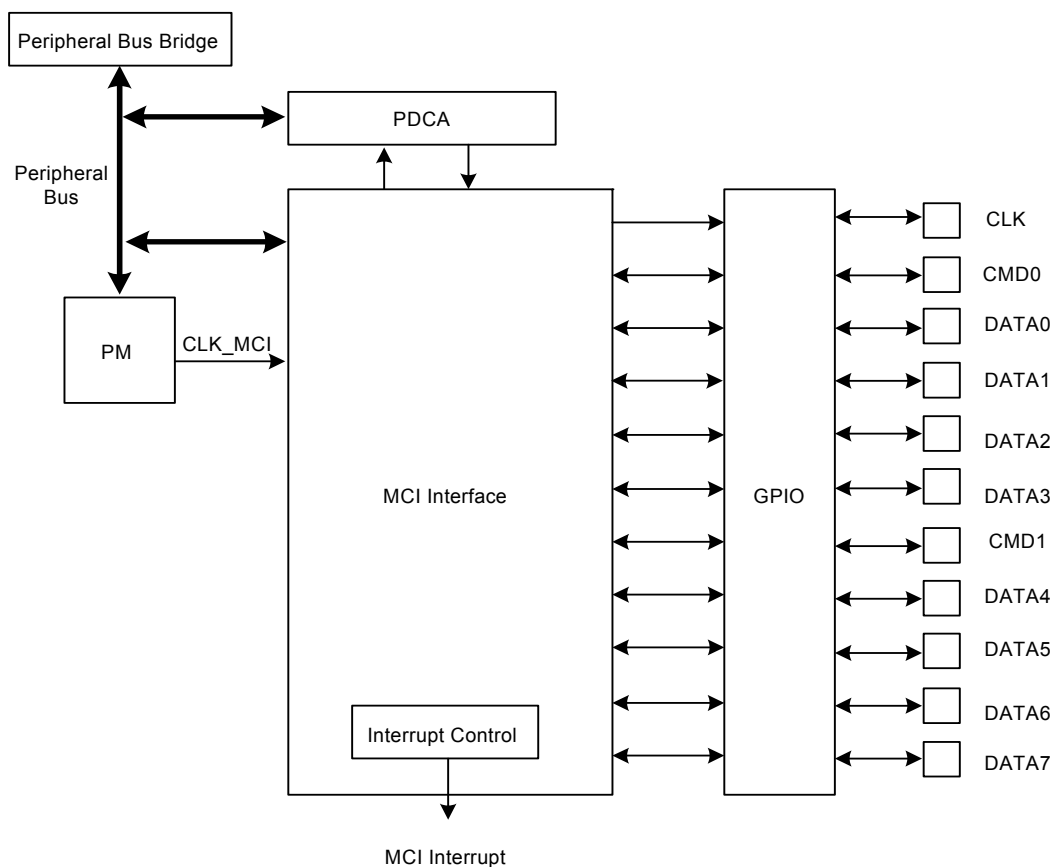 Peripheral Bus Bridge
PDCA
Peripheral
Bus
PM
CLK_MCI
MCI Interface
GPIO
Interrupt Control
MCI Interrupt
CLK
CMD0
DATA0
DATA1
DATA2
DATA3
CMD1
DATA4
DATA5
DATA6
DATA7